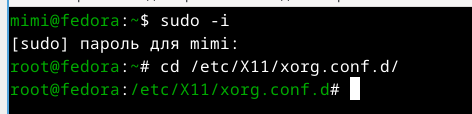 mimi@fedora:~$ sudo -i
[sudo] пароль для mimi:
root@fedora:~# cd /etc/X11/xorg.conf.d/
root@fedora:/etc/X11/xorg.conf.d#